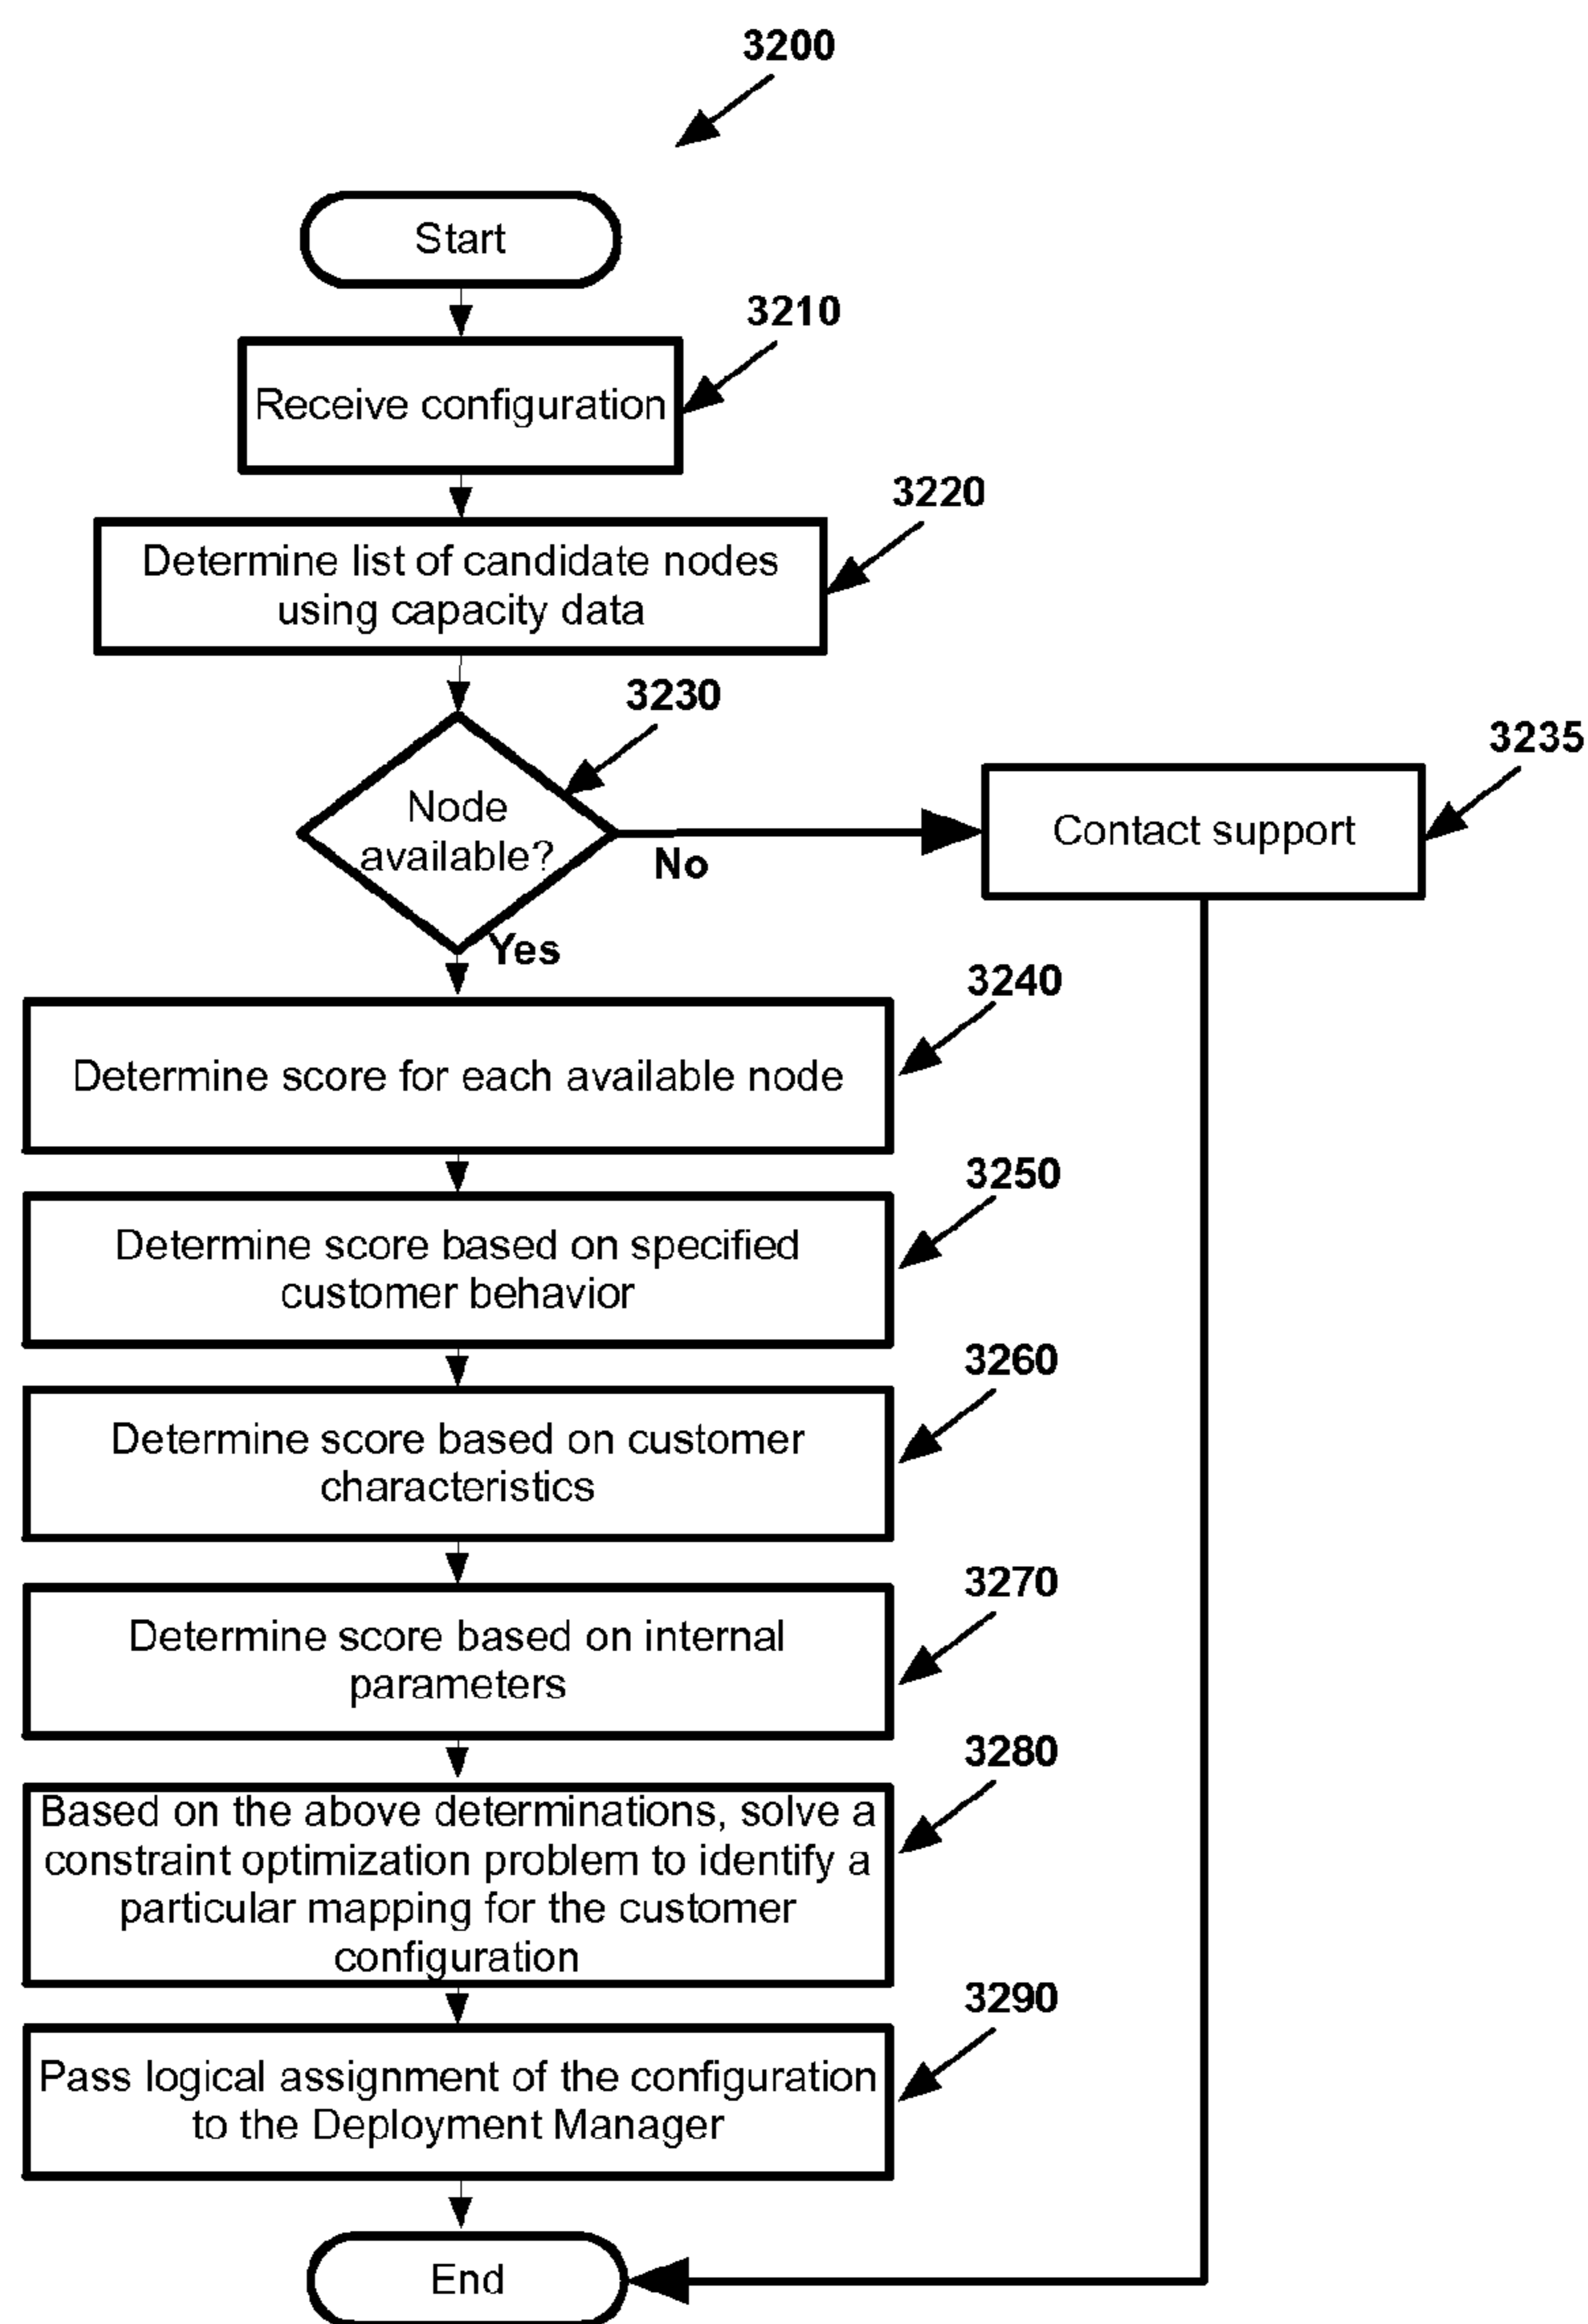 3200
Start
3210
Receive configuration
3220
Determine list of candidate nodes
using capacity data
3230
Node
available?
No
Yes
3235
Contact support
3240
Determine score for each available node
3250
Determine score based on specified
customer behavior
3260
Determine score based on customer
characteristics
3270
Determine score based on internal
parameters
3280
Based on the above determinations, solve a
constraint optimization problem to identify a
particular mapping for the customer
configuration
3290
Pass logical assignment of the configuration
to the Deployment Manager
End